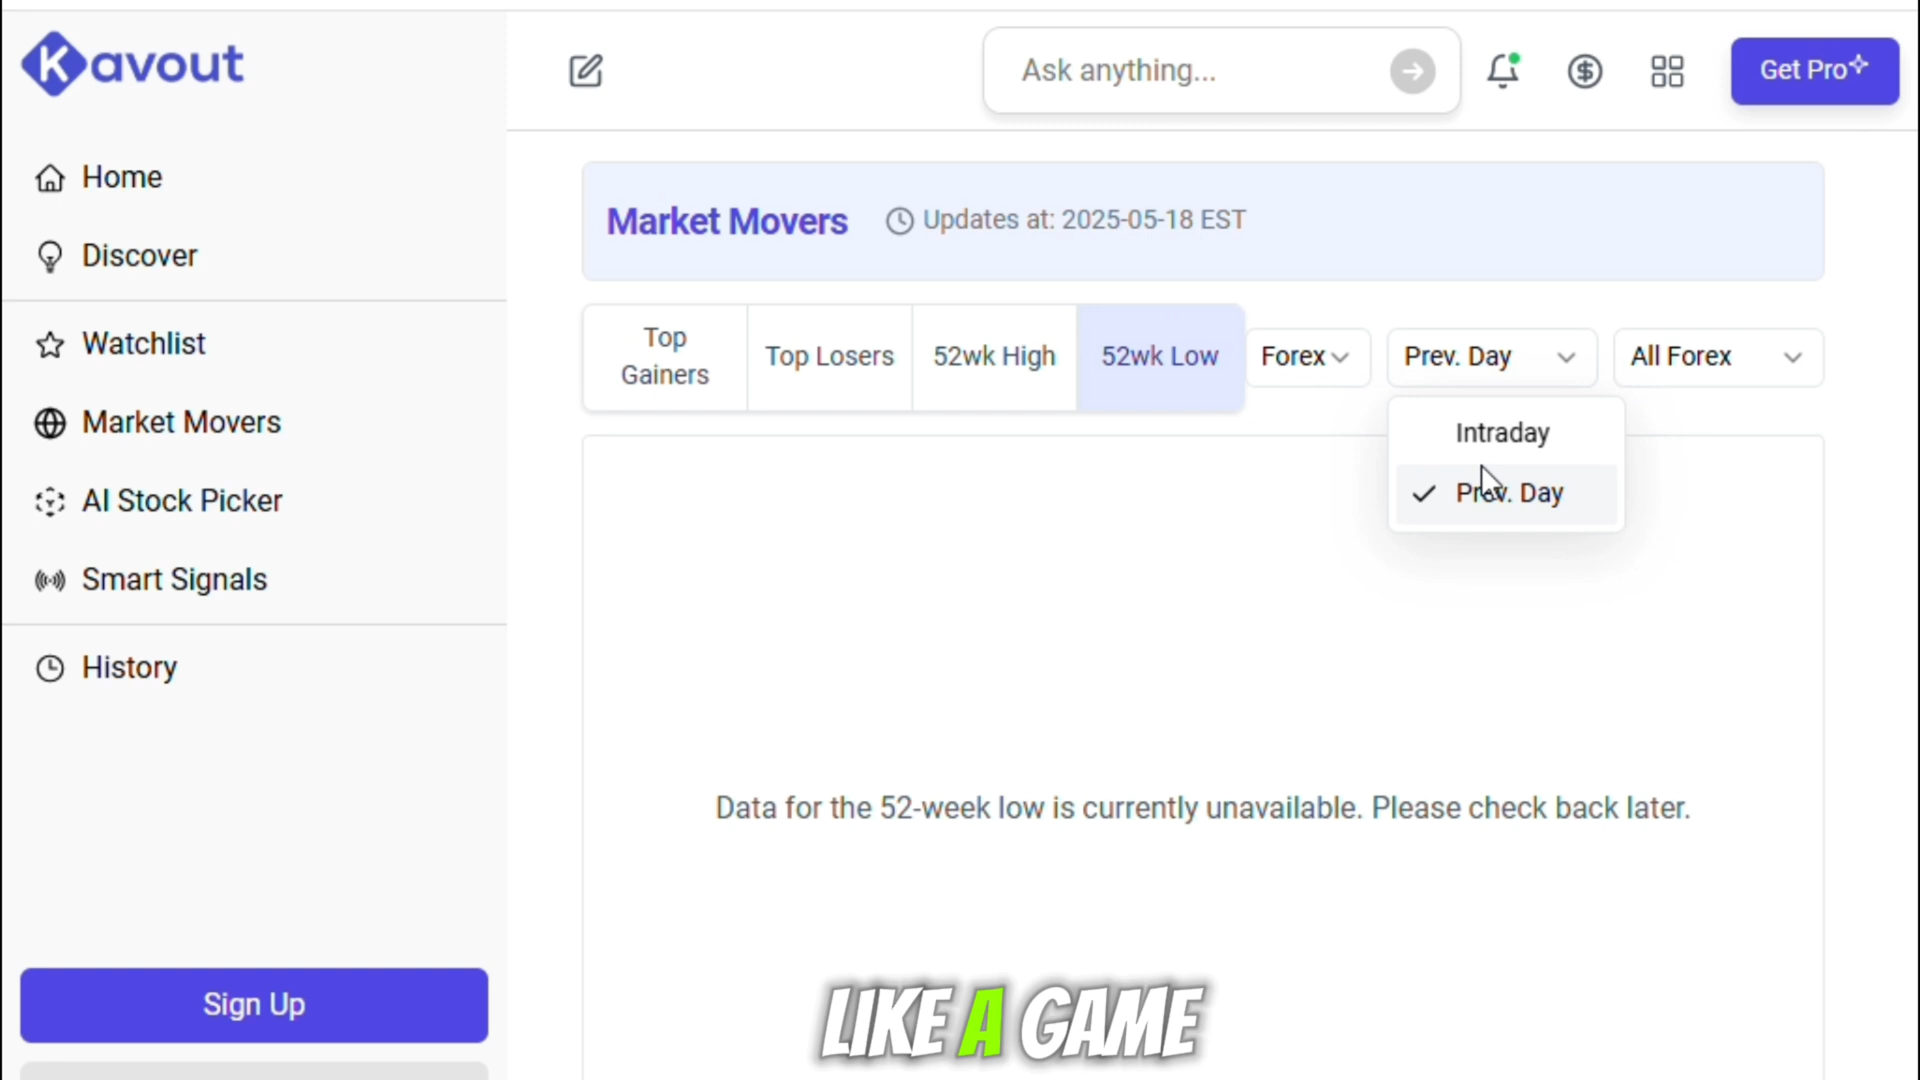 Kavout
Home
Discover
Watchlist
Market Movers
AI Stock Picker
Smart Signals
History
Sign Up
Ask anything...
Get Pro
Market Movers
Updates at: 2025-05-18 EST
Top
Gainers
Top Losers
52wk High
52wk Low
Forex
Prev. Day
All Forex
Intraday
Prev. Day
Data for the 52-week low is currently unavailable. Please check back later.
LIKE A GAME